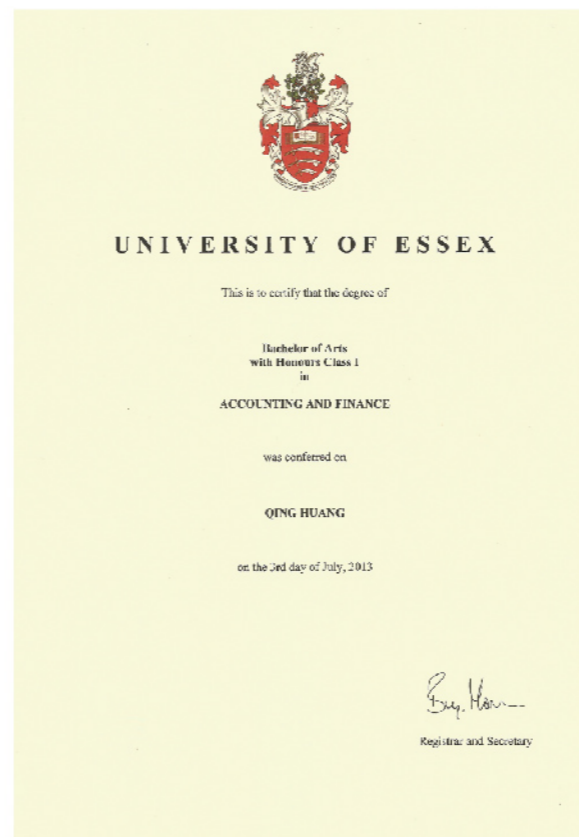 UNIVERSITY OF ESSEX
This is to certify that the degree of
Bachelor of Arts
with Honours Class I
in
ACCOUNTING AND FINANCE
was conferred on
QING HUANG
on the 3rd day of July, 2013
Registrar and Secretary